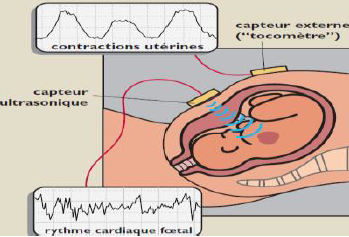 contractions utérines
capteur externe
("tocomètre")
capteur
ultrasonique
rythme cardiaque fœtal